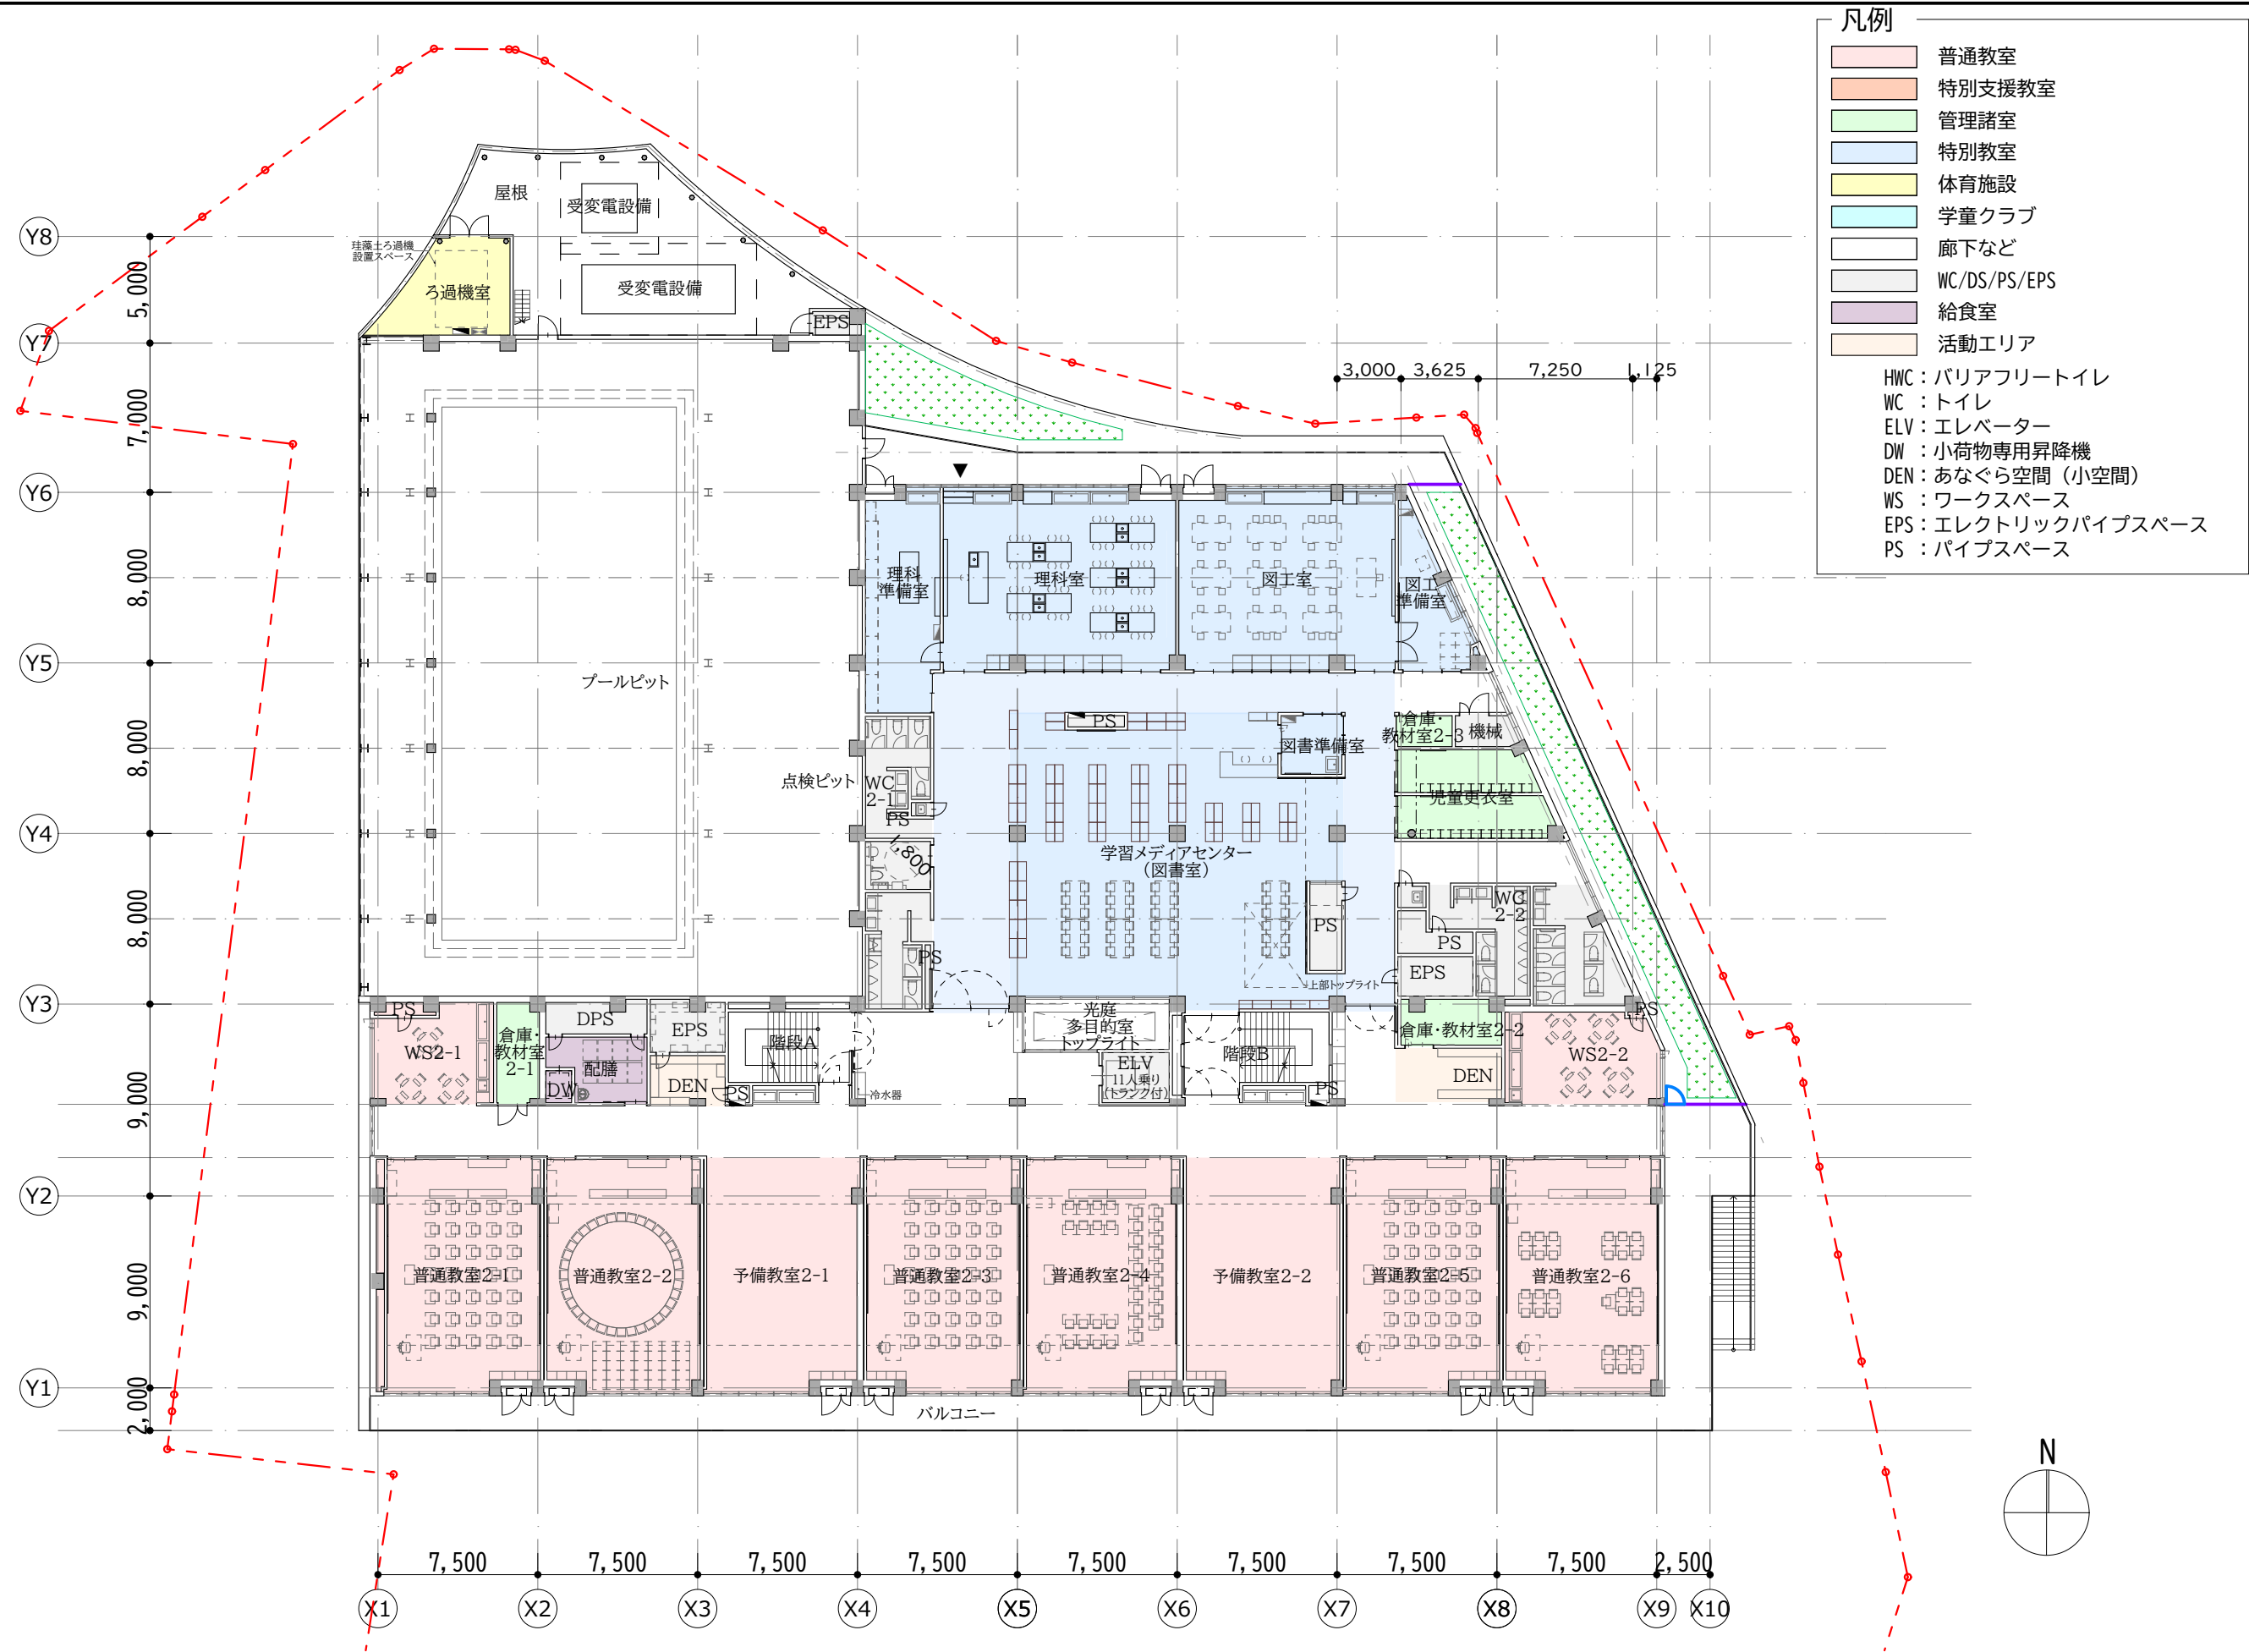 凡例
普通教室
特別支援教室
管理諸室
特別教室
体育施設
学童クラブ
廊下など
WC/DS/PS/EPS
給食室
活動エリア
HWC：バリアフリートイレ
WC ：トイレ
ELV：エレベーター
DW ：小荷物専用昇降機
DEN：あなぐら空間（小空間）
WS ：ワークスペース
EPS：エレクトリックパイプスペース
PS ：パイプスペース
屋根
受変電設備
Y8
珪藻土ろ過機
設置スペース
ろ過機室
受変電設備
5,000
EPS
Y7
3,000
3,625
7,250
1,125
7,000
Y6
8,000
理科
準備室
理科室
図工室
図工
準備室
Y5
プールピット
8,000
PS
図書準備室
倉庫・
教材室2-3
機械
点検ピット
WC
2-1
児童更衣室
PS
Y4
1,800
学習メディアセンター
（図書室）
8,000
WC
2-2
PS
PS
PS
EPS
上部トップライト
Y3
PS
PS
DPS
EPS
光庭
多目的室
トップライト
倉庫・教材室2-2
WS2-1
倉庫・
教材室
2-1
配膳
階段A
階段B
WS2-2
ELV
11人乗り
（トランク付）
DW
DEN
PS
冷水器
PS
DEN
9,000
Y2
普通教室2-1
普通教室2-2
予備教室2-1
普通教室2-3
普通教室2-4
予備教室2-2
普通教室2-5
普通教室2-6
9,000
Y1
2,000
バルコニー
N
7,500
7,500
7,500
7,500
7,500
7,500
7,500
7,500
2,500
X1
X2
X3
X4
X5
X6
X7
X8
X9
X10